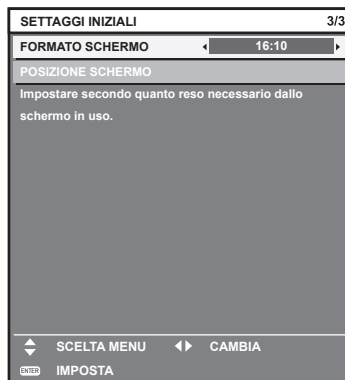 SETTAGGI INIZIALI 3/3
FORMATO SCHERMO 16:10
POSIZIONE SCHERMO
Impostare secondo quanto reso necessario dallo
schermo in uso.
SCELTA MENU CAMBIA
ENTER IMPOSTA